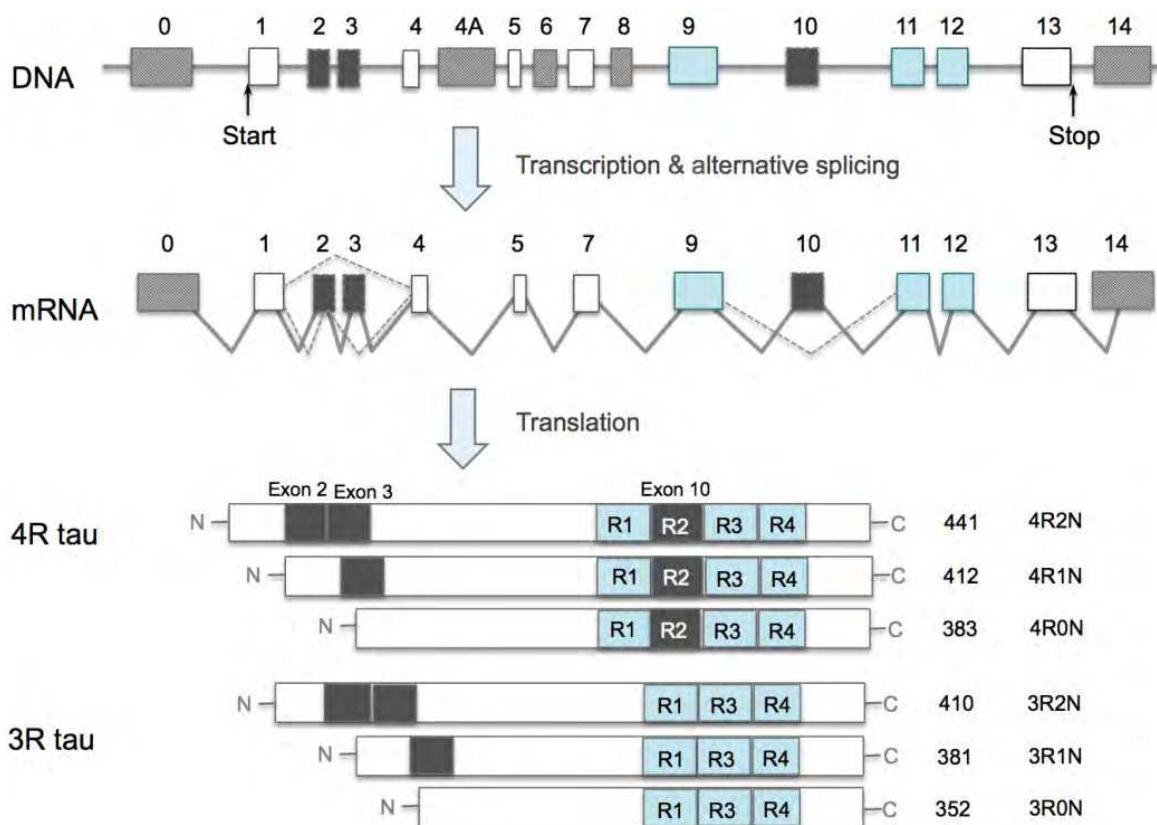 0 1 2 3 4 4A 5 6 7 8 9 10 11 12 13 14
DNA
Start Stop
Transcription & alternative splicing
0 1 2 3 4 5 7 9 10 11 12 13 14
mRNA
Translation
Exon 2 Exon 3 Exon 10
4R tau
N R1 R2 R3 R4 C 441 4R2N
N R1 R2 R3 R4 C 412 4R1N
N R1 R2 R3 R4 C 383 4R0N
3R tau
N R1 R3 R4 C 410 3R2N
N R1 R3 R4 C 381 3R1N
N R1 R3 R4 C 352 3R0N